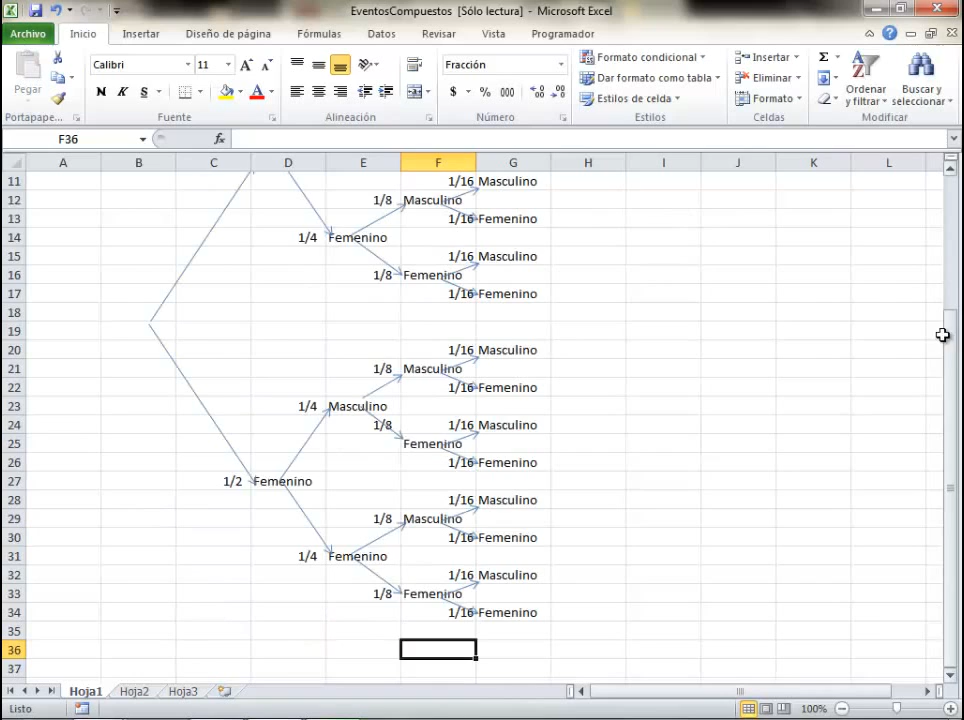 EventosCompuestos [Sólo lectura] - Microsoft Excel
Archivo Inicio Insertar Diseño de página Fórmulas Datos Revisar Vista Programador
Calibri 11 Fracción Formato condicional Insertar Σ
Pegar N K S A $ % 000 Dar formato como tabla Eliminar Ordenar y filtrar Buscar y seleccionar
Estilos de celda Formato
Portapape... Fuente Alineación Número Estilos Celdas Modificar
F36 fx
A B C D E F G H I J K L
11 1/16 Masculino
12 1/8 Masculino
13 1/16 Femenino
14 1/4 Femenino
15 1/16 Masculino
16 1/8 Femenino
17 1/16 Femenino
18
19
20 1/16 Masculino
21 1/8 Masculino
22 1/16 Femenino
23 1/4 Masculino
24 1/8 1/16 Masculino
25 Femenino
26 1/16 Femenino
27 1/2 Femenino
28 1/16 Masculino
29 1/8 Masculino
30 1/16 Femenino
31 1/4 Femenino
32 1/16 Masculino
33 1/8 Femenino
34 1/16 Femenino
35
36
37
Hoja1 Hoja2 Hoja3
Listo 100%